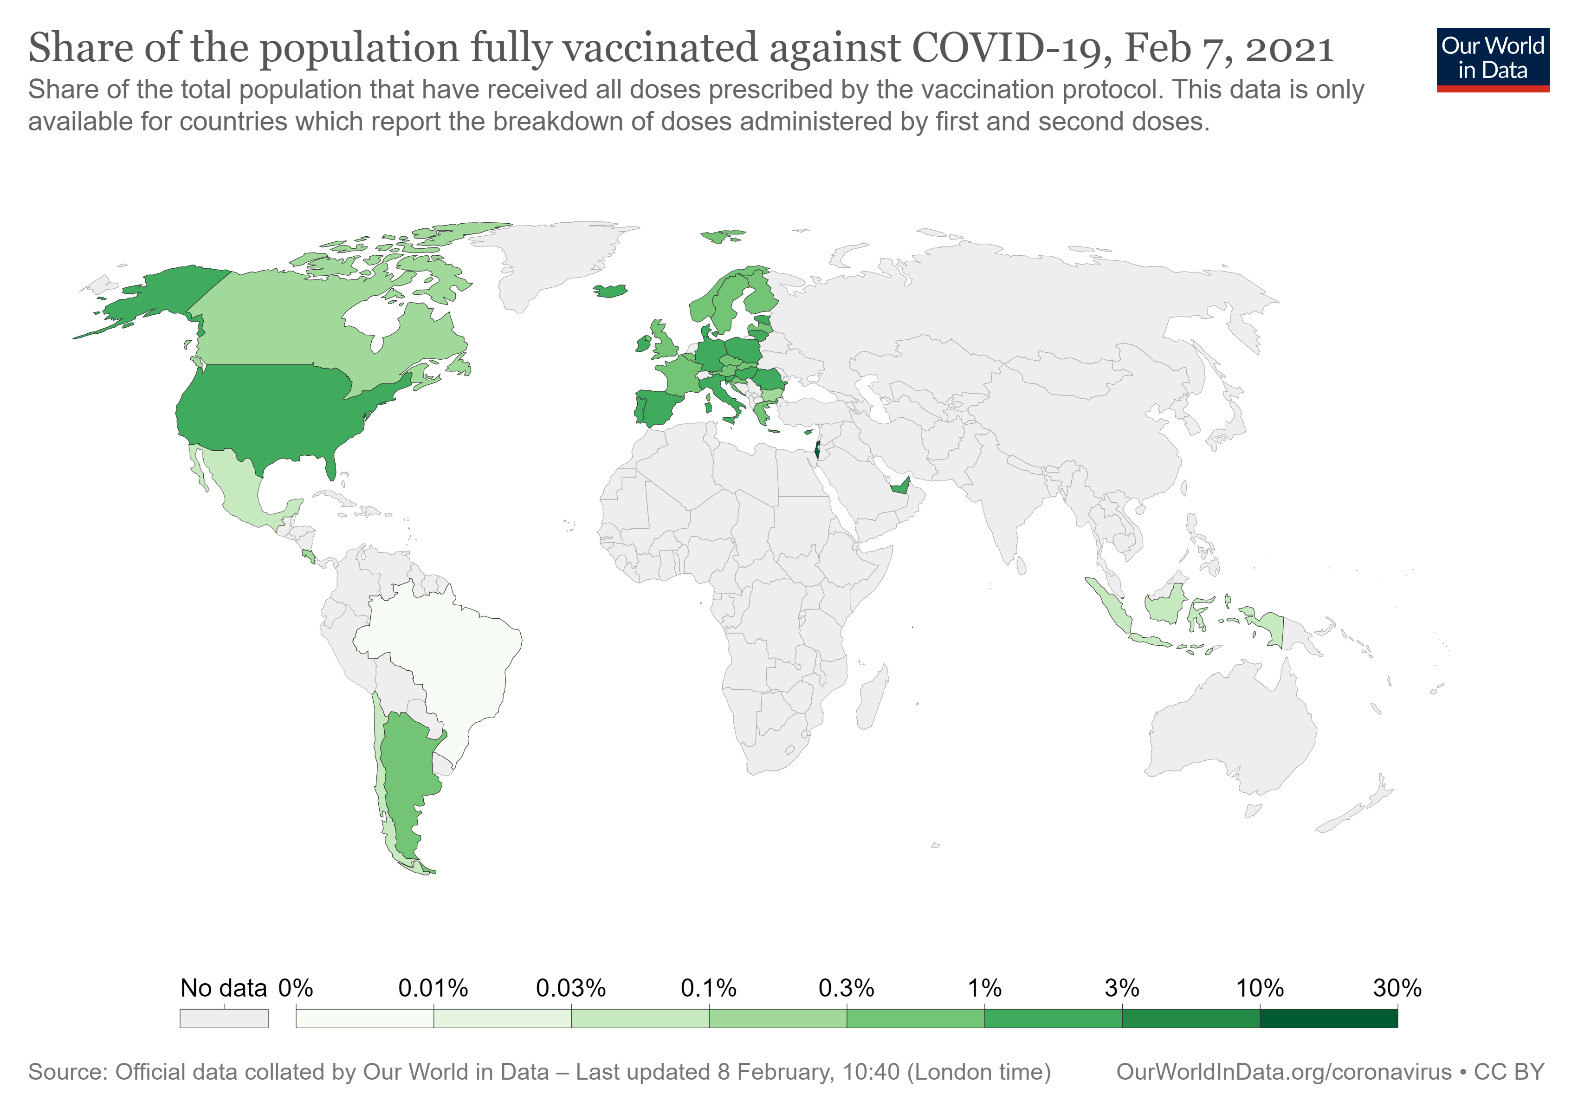 Share of the population fully vaccinated against COVID-19, Feb 7, 2021
Our World
in Data
Share of the total population that have received all doses prescribed by the vaccination protocol. This data is only
available for countries which report the breakdown of doses administered by first and second doses.
No data 0% 0.01% 0.03% 0.1% 0.3% 1% 3% 10% 30%
Source: Official data collated by Our World in Data – Last updated 8 February, 10:40 (London time) OurWorldInData.org/coronavirus • CC BY